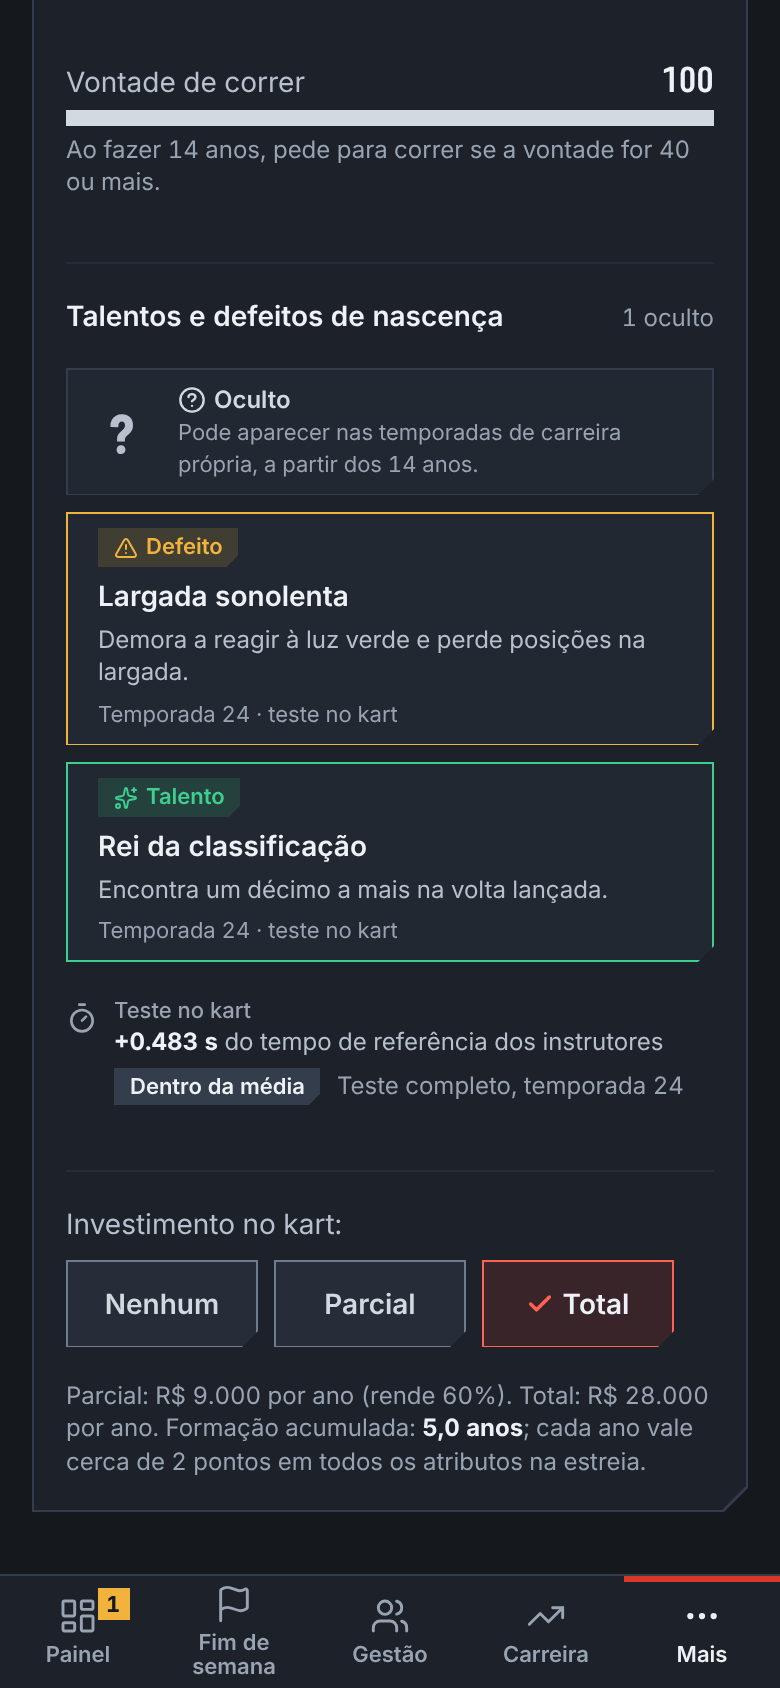 Vontade de correr 100
Ao fazer 14 anos, pede para correr se a vontade for 40
ou mais.
Talentos e defeitos de nascença 1 oculto
?
Oculto
Pode aparecer nas temporadas de carreira
própria, a partir dos 14 anos.
Defeito
Largada sonolenta
Demora a reagir à luz verde e perde posições na
largada.
Temporada 24 · teste no kart
Talento
Rei da classificação
Encontra um décimo a mais na volta lançada.
Temporada 24 · teste no kart
Teste no kart
+0.483 s do tempo de referência dos instrutores
Dentro da média Teste completo, temporada 24
Investimento no kart:
Nenhum Parcial Total
Parcial: R$ 9.000 por ano (rende 60%). Total: R$ 28.000
por ano. Formação acumulada: 5,0 anos; cada ano vale
cerca de 2 pontos em todos os atributos na estreia.
1
Painel
Fim de
semana
Gestão
Carreira
Mais